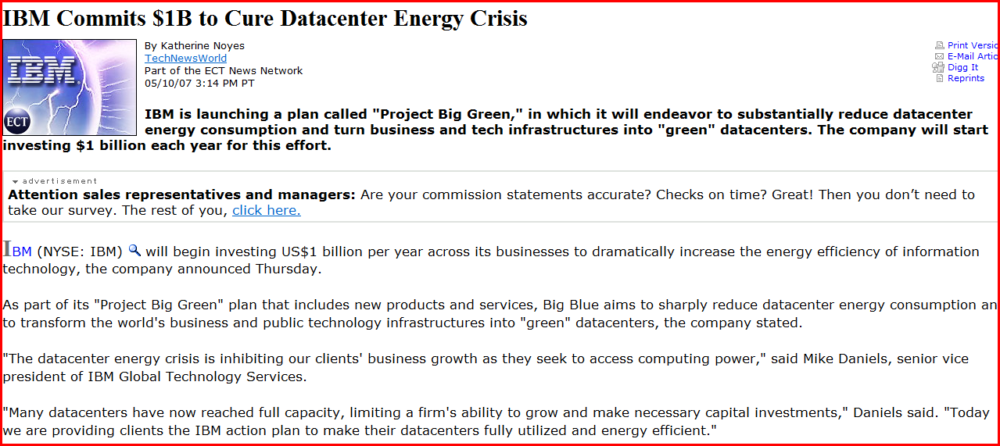 IBM Commits $1B to Cure Datacenter Energy Crisis
IBM.
ECT
By Katherine Noyes
TechNewsWorld
Part of the ECT News Network
05/10/07 3:14 PM PT
Print Versic
E-Mail Artic
Digg It
Reprints
IBM is launching a plan called "Project Big Green," in which it will endeavor to substantially reduce datacenter
energy consumption and turn business and tech infrastructures into "green" datacenters. The company will start
investing $1 billion each year for this effort.
advertisement
Attention sales representatives and managers: Are your commission statements accurate? Checks on time? Great! Then you don’t need to
take our survey. The rest of you, click here.
IBM (NYSE: IBM) will begin investing US$1 billion per year across its businesses to dramatically increase the energy efficiency of information
technology, the company announced Thursday.
As part of its "Project Big Green" plan that includes new products and services, Big Blue aims to sharply reduce datacenter energy consumption an
to transform the world's business and public technology infrastructures into "green" datacenters, the company stated.
"The datacenter energy crisis is inhibiting our clients' business growth as they seek to access computing power," said Mike Daniels, senior vice
president of IBM Global Technology Services.
"Many datacenters have now reached full capacity, limiting a firm's ability to grow and make necessary capital investments," Daniels said. "Today
we are providing clients the IBM action plan to make their datacenters fully utilized and energy efficient."